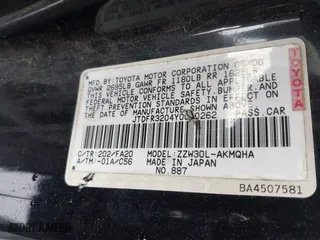 MFD. BY: TOYOTA MOTOR CORPORATION 05/00
GVWR 2695LB GAWR FR 1180LB RR
THIS VEHICLE CONFORMS TO ALL APPLICABLE
FEDERAL MOTOR VEHICLE SAFETY AND
THEFT PREVENTION STANDARDS IN EFFECT
ON THE DATE OF MANUFACTURE SHOWN ABOVE.
PASS. CAR
C/TR: 202/FA20 MODEL: ZZW30L-AKMQHA
A/TM: -01A/C56 MADE IN JAPAN
NO. 887
TOYOTA
BA4507581